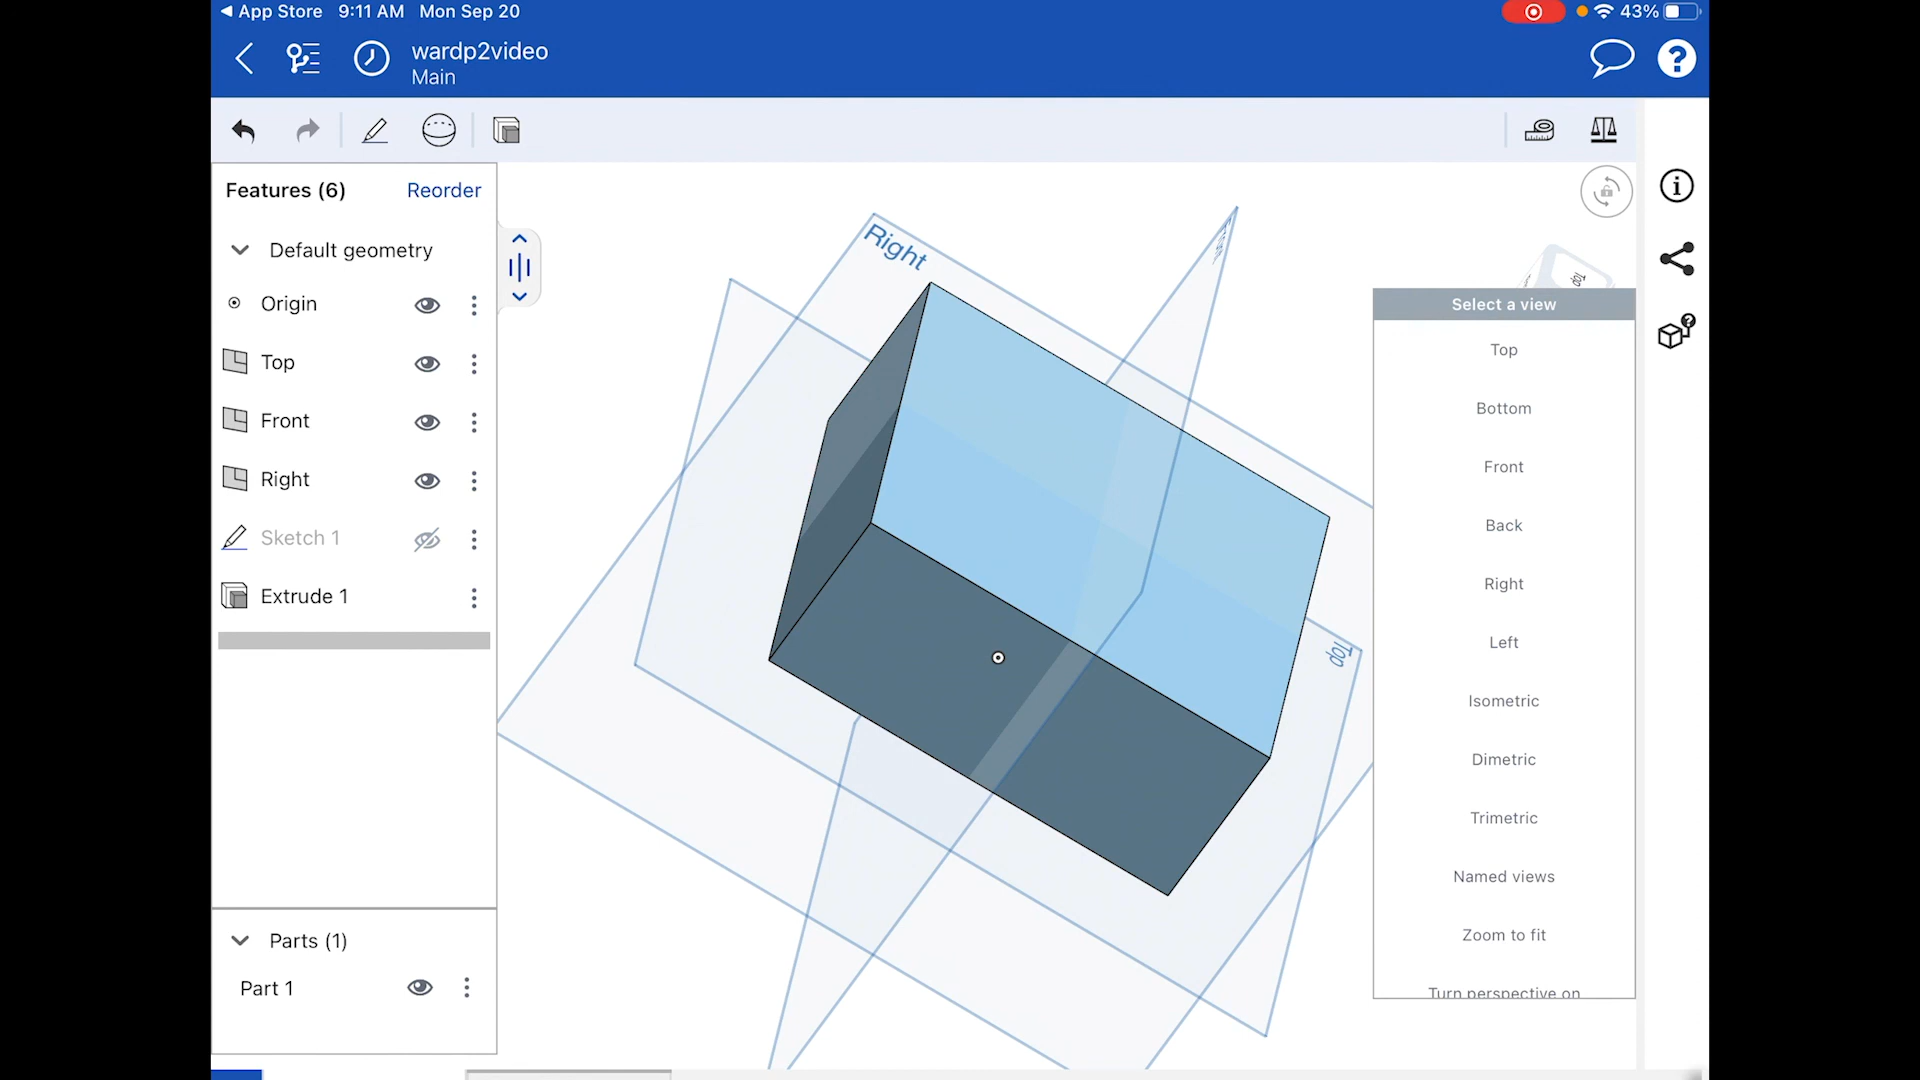 App Store 9:11 AM Mon Sep 20
43%
wardp2video
Main
Features (6) Reorder
Default geometry
Origin
Top
Front
Right
Sketch 1
Extrude 1
Parts (1)
Part 1
Right
Top
Top
Select a view
Top
Bottom
Front
Back
Right
Left
Isometric
Dimetric
Trimetric
Named views
Zoom to fit
Turn perspective on